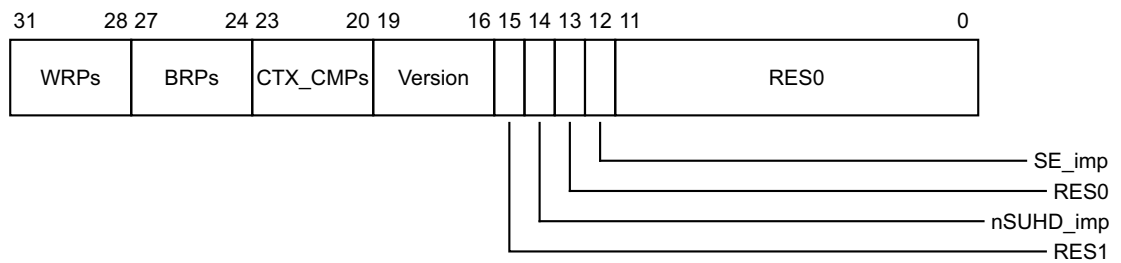 31 28 27 24 23 20 19 16 15 14 13 12 11 0
WRPs BRPs CTX_CMPs Version RES0
SE_imp
RES0
nSUHD_imp
RES1